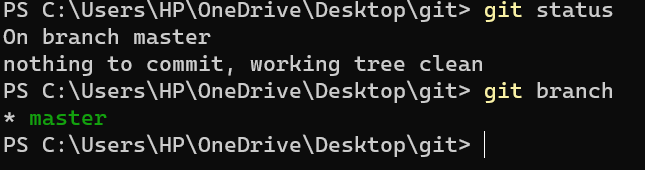 PS C:\Users\HP\OneDrive\Desktop\git> git status
On branch master
nothing to commit, working tree clean
PS C:\Users\HP\OneDrive\Desktop\git> git branch
* master
PS C:\Users\HP\OneDrive\Desktop\git>